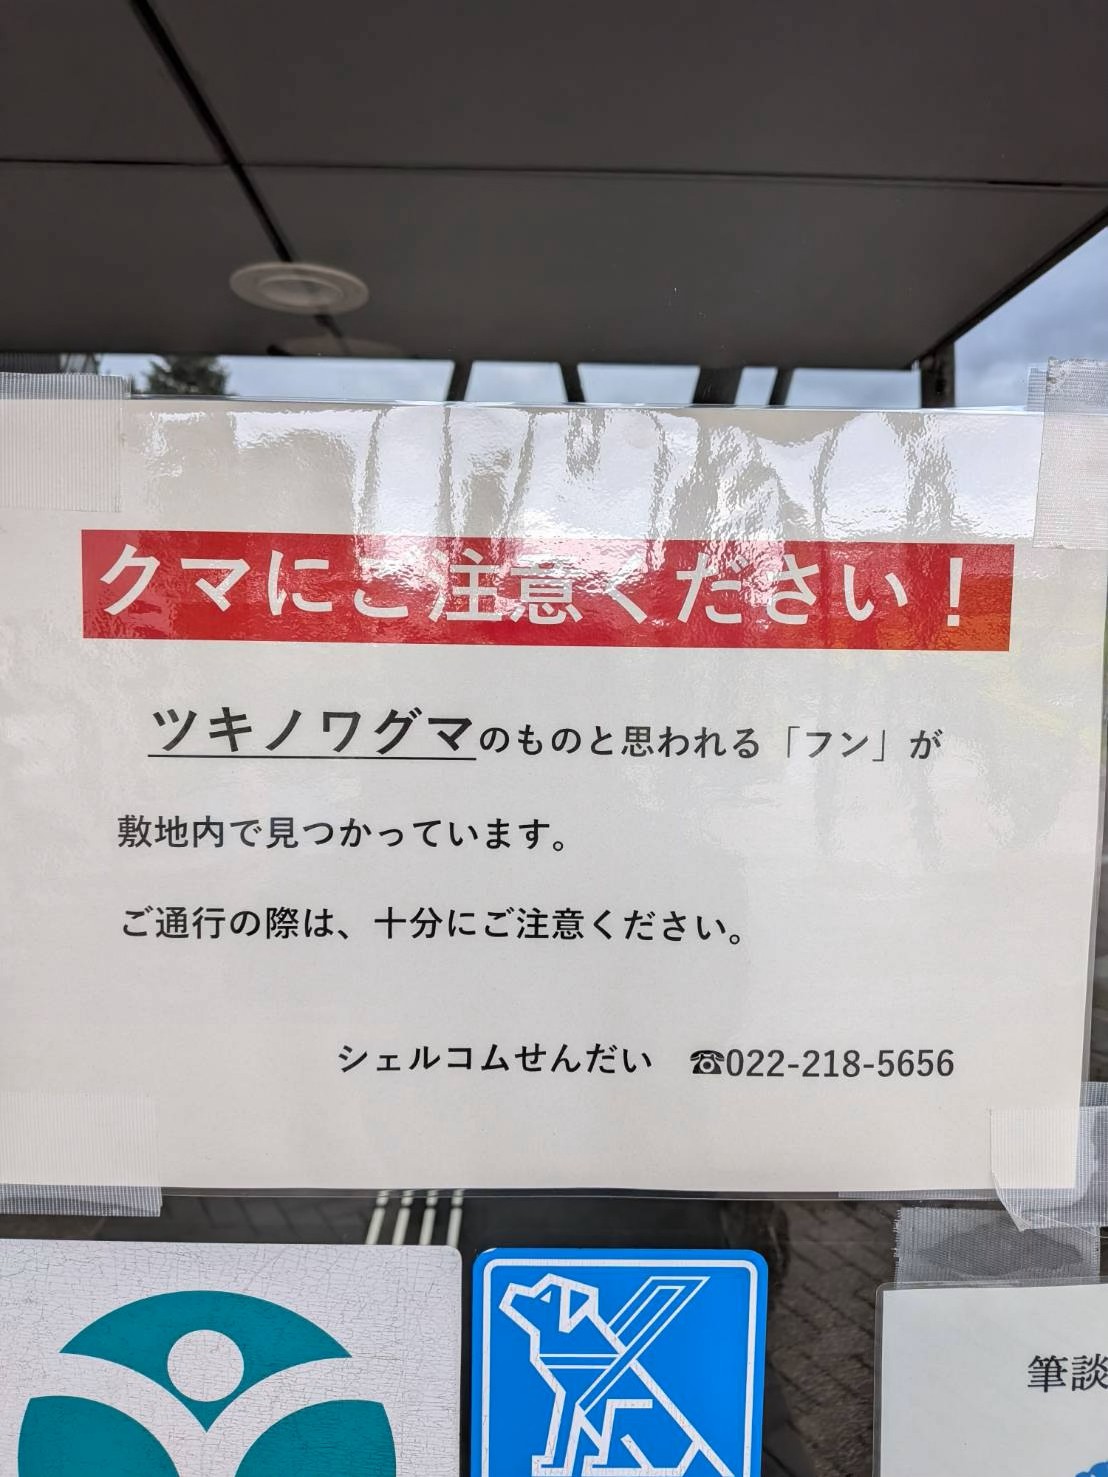 クマにご注意ください！
ツキノワグマのものと思われる「フン」が
敷地内で見つかっています。
ご通行の際は、十分にご注意ください。
シェルコムせんだい ☎022-218-5656
筆談